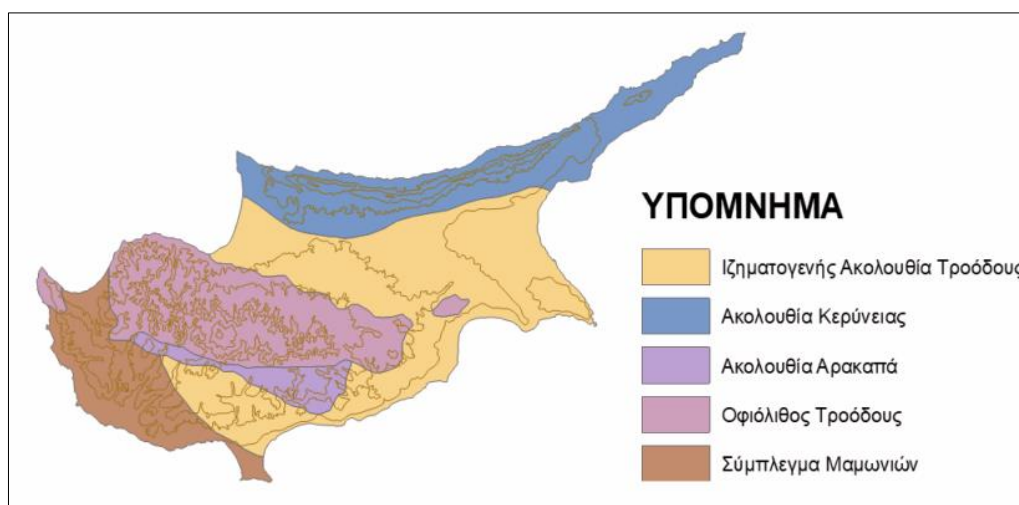 ΥΠΟΜΝΗΜΑ
Ιζηματογενής Ακολουθία Τροόδους
Ακολουθία Κερύνειας
Ακολουθία Αρακαπά
Οφιόλιθος Τροόδους
Σύμπλεγμα Μαμωνιών